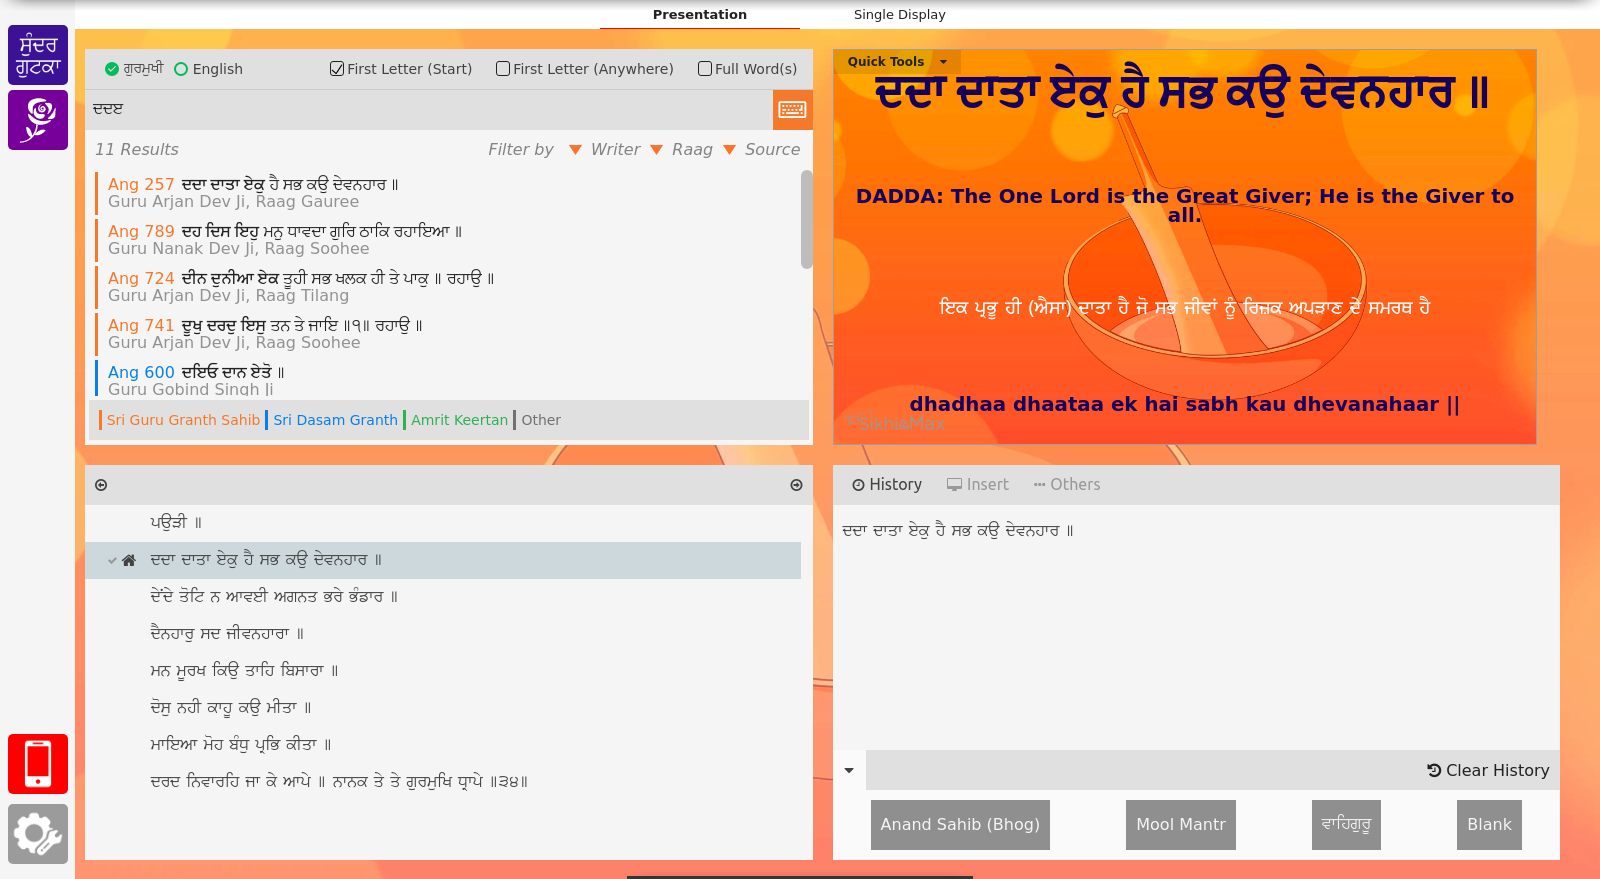 Presentation
Single Display
ਸੁੰਦਰ
ਗੁਟਕਾ
ਗੁਰਮੁਖੀ
English
First Letter (Start)
First Letter (Anywhere)
Full Word(s)
ਦਦੲ
11 Results
Filter by
Writer
Raag
Source
Ang 257 ਦਦਾ ਦਾਤਾ ਏਕੁ ਹੈ ਸਭ ਕਉ ਦੇਵਨਹਾਰ ॥
Guru Arjan Dev Ji, Raag Gauree
Ang 789 ਦਹ ਦਿਸ ਇਹੁ ਮਨੁ ਧਾਵਦਾ ਗੁਰਿ ਠਾਕਿ ਰਹਾਇਆ ॥
Guru Nanak Dev Ji, Raag Soohee
Ang 724 ਦੀਨ ਦੁਨੀਆ ਏਕ ਤੂਹੀ ਸਭ ਖਲਕ ਹੀ ਤੇ ਪਾਕੁ ॥ ਰਹਾਉ ॥
Guru Arjan Dev Ji, Raag Tilang
Ang 741 ਦੂਖੁ ਦਰਦੁ ਇਸੁ ਤਨ ਤੇ ਜਾਇ ॥੧॥ ਰਹਾਉ ॥
Guru Arjan Dev Ji, Raag Soohee
Ang 600 ਦਇਓ ਦਾਨ ਏਤੋ ॥
Guru Gobind Singh Ji
Sri Guru Granth Sahib
Sri Dasam Granth
Amrit Keertan
Other
Quick Tools
ਦਦਾ ਦਾਤਾ ਏਕੁ ਹੈ ਸਭ ਕਉ ਦੇਵਨਹਾਰ ॥
DADDA: The One Lord is the Great Giver; He is the Giver to
all.
ਇਕ ਪ੍ਰਭੂ ਹੀ (ਐਸਾ) ਦਾਤਾ ਹੈ ਜੋ ਸਭ ਜੀਵਾਂ ਨੂੰ ਰਿਜ਼ਕ ਅਪੜਾਣ ਦੇ ਸਮਰਥ ਹੈ
dhadhaa dhaataa ek hai sabh kau dhevanahaar ||
SikhiToMax
ਪਉੜੀ ॥
ਦਦਾ ਦਾਤਾ ਏਕੁ ਹੈ ਸਭ ਕਉ ਦੇਵਨਹਾਰ ॥
ਦੇਂਦੇ ਤੋਟਿ ਨ ਆਵਈ ਅਗਨਤ ਭਰੇ ਭੰਡਾਰ ॥
ਦੈਨਹਾਰੁ ਸਦ ਜੀਵਨਹਾਰਾ ॥
ਮਨ ਮੂਰਖ ਕਿਉ ਤਾਹਿ ਬਿਸਾਰਾ ॥
ਦੋਸੁ ਨਹੀ ਕਾਹੂ ਕਉ ਮੀਤਾ ॥
ਮਾਇਆ ਮੋਹ ਬੰਧੁ ਪ੍ਰਭਿ ਕੀਤਾ ॥
ਦਰਦ ਨਿਵਾਰਹਿ ਜਾ ਕੇ ਆਪੇ ॥ ਨਾਨਕ ਤੇ ਤੇ ਗੁਰਮੁਖਿ ਧ੍ਰਾਪੇ ॥੩੪॥
History
Insert
Others
ਦਦਾ ਦਾਤਾ ਏਕੁ ਹੈ ਸਭ ਕਉ ਦੇਵਨਹਾਰ ॥
Clear History
Anand Sahib (Bhog)
Mool Mantr
ਵਾਹਿਗੁਰੂ
Blank